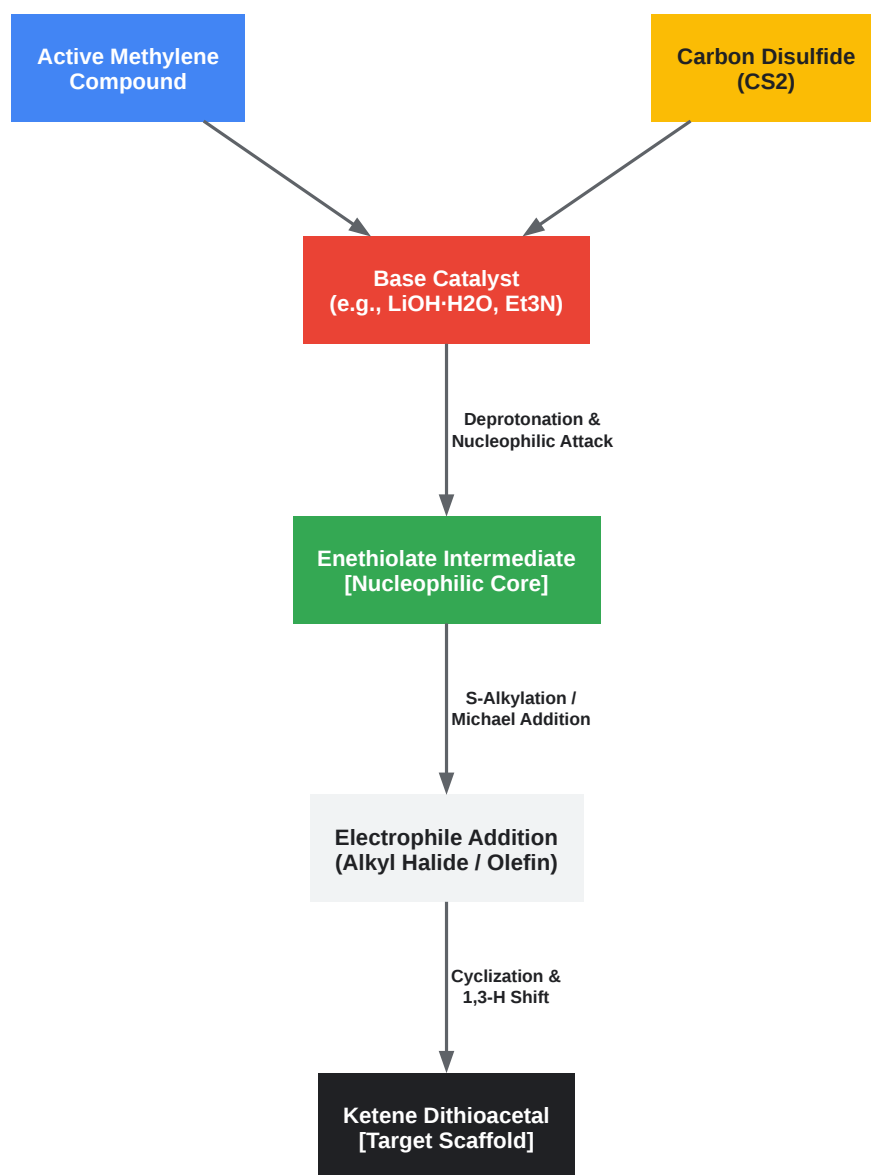 Active Methylene
Compound
Carbon Disulfide
(CS2)
Base Catalyst
(e.g., LiOH·H2O, Et3N)
Deprotonation &
Nucleophilic Attack
Enethiolate Intermediate
[Nucleophilic Core]
S-Alkylation /
Michael Addition
Electrophile Addition
(Alkyl Halide / Olefin)
Cyclization &
1,3-H Shift
Ketene Dithioacetal
[Target Scaffold]